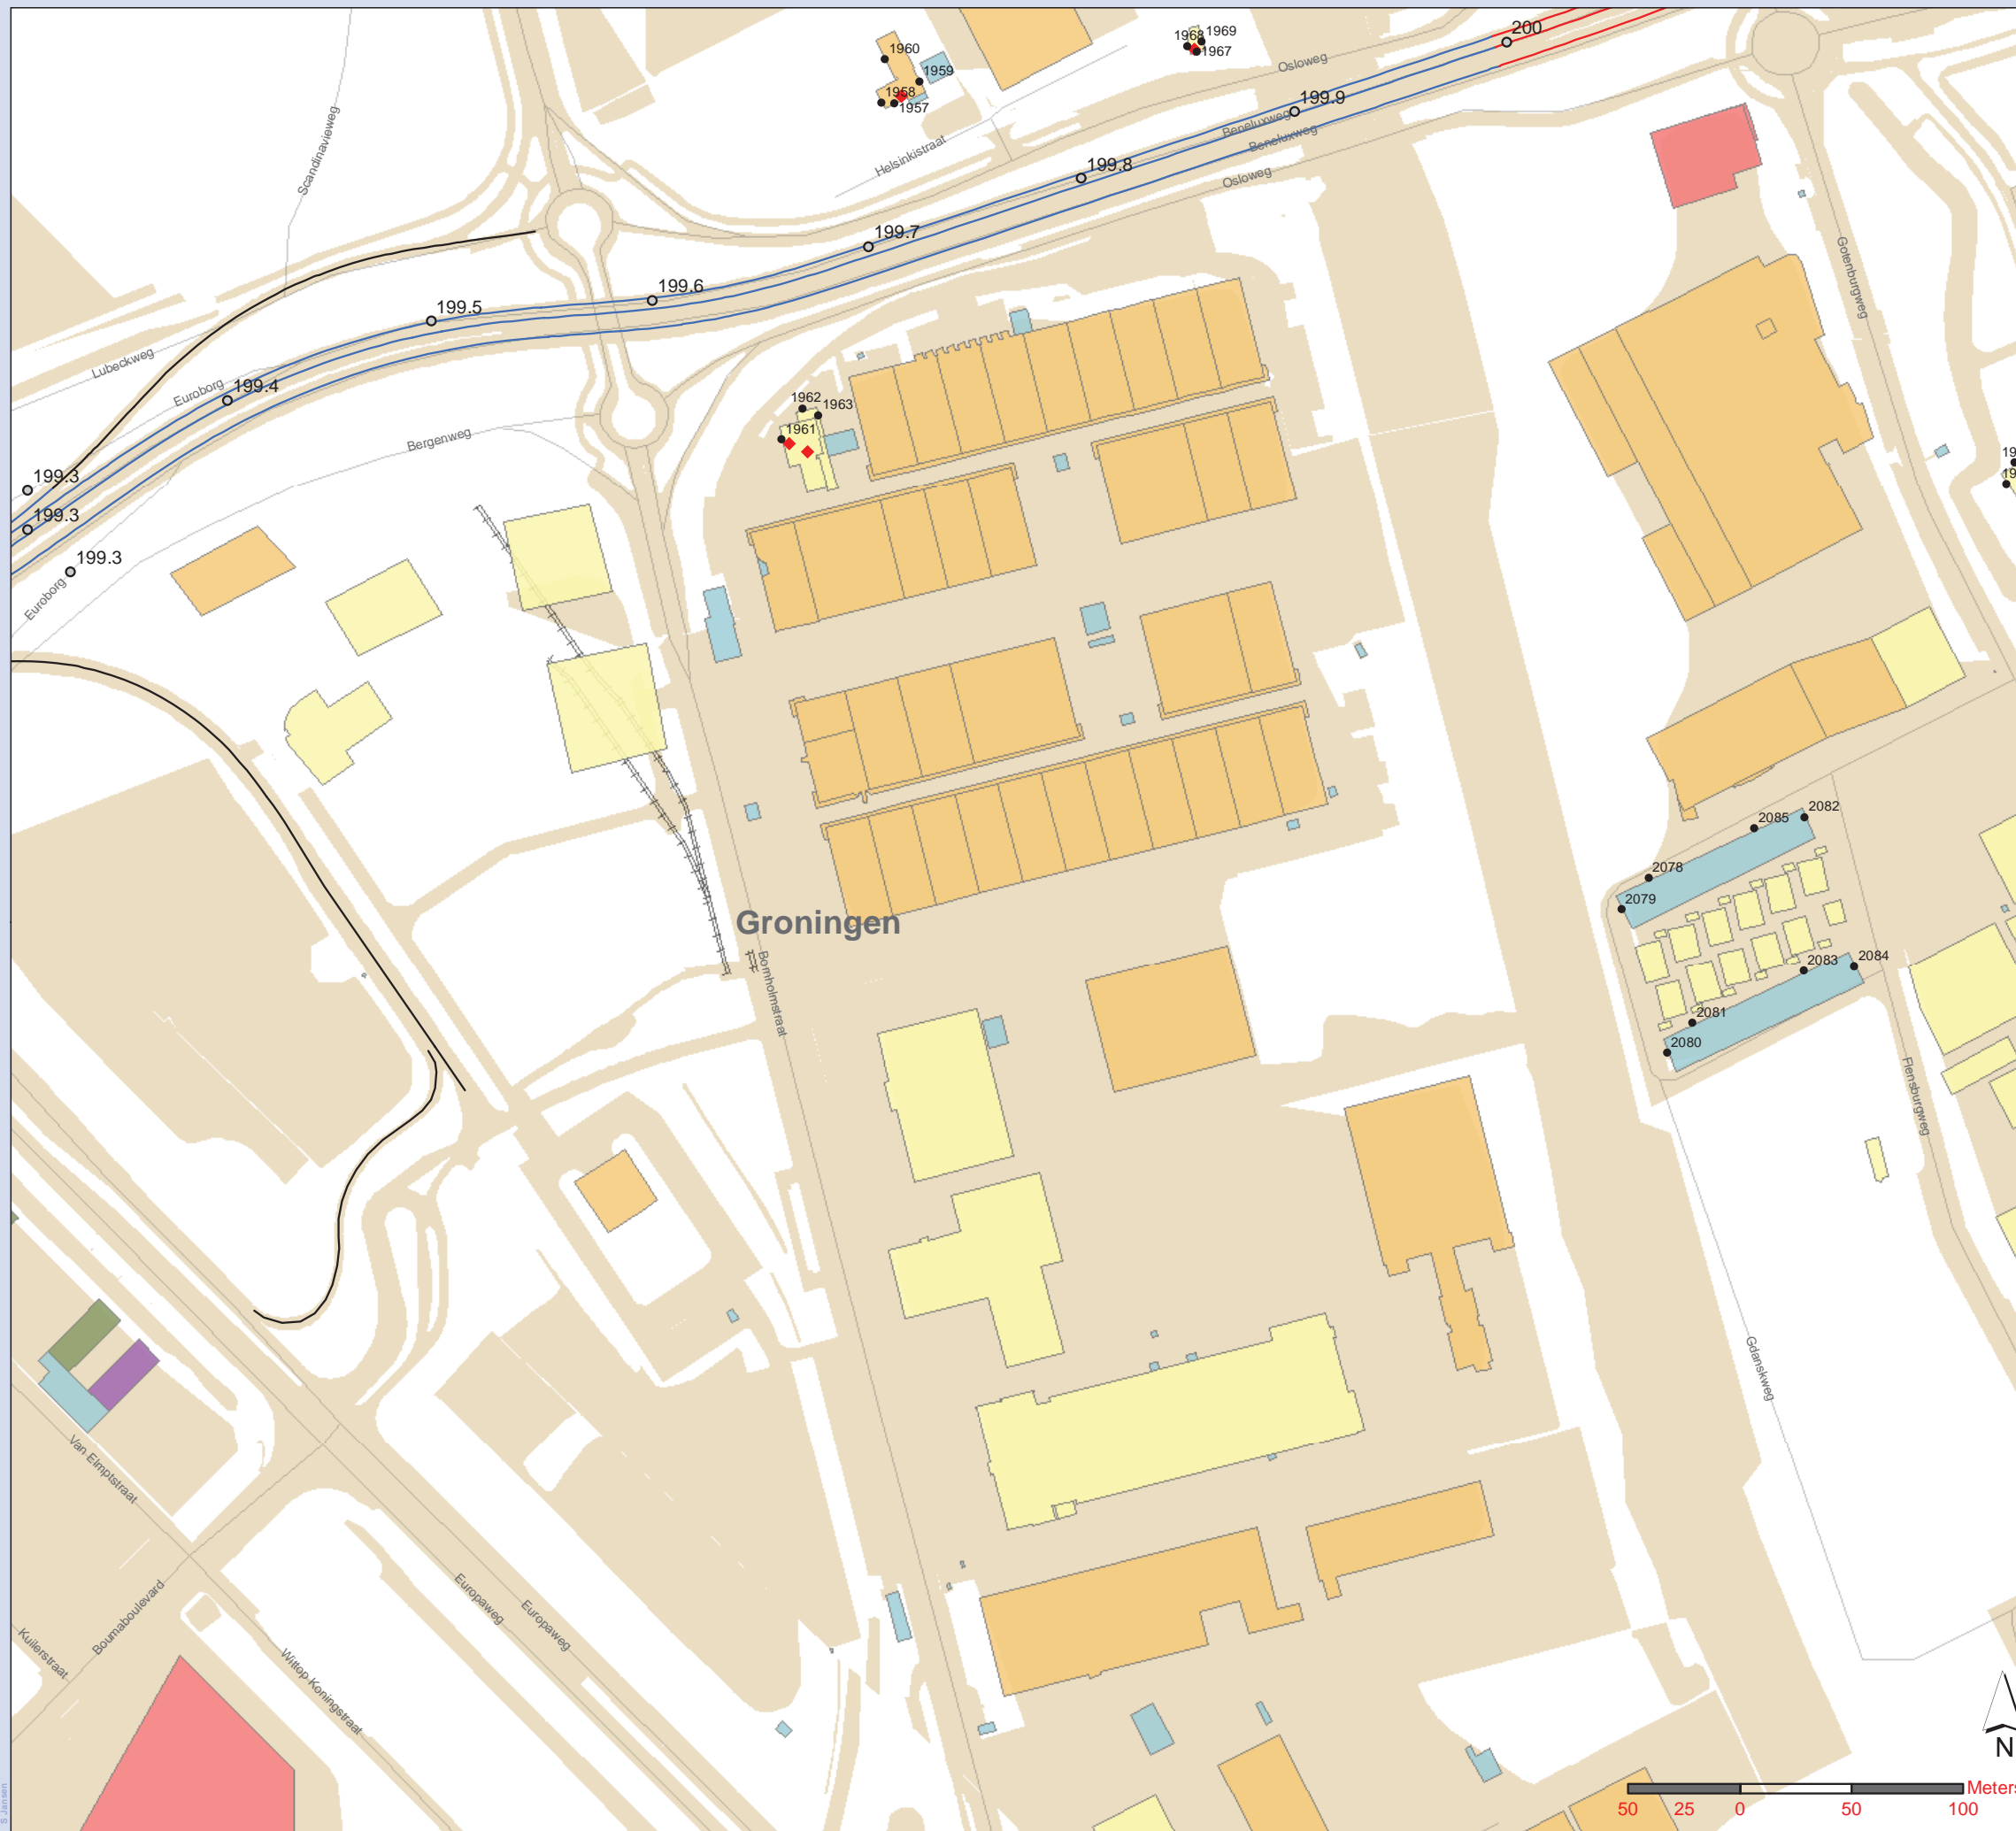 200
1968
1969
1967
1960
1959
1958
1957
Osloweg
199.9
Beneluxweg
Beneluxweg
Scandinavieweg
Helsinkistraat
199.8
Osloweg
199.7
Gotenburgweg
199.6
199.5
Lubeckweg
Euroborg
199.4
1962
1963
1961
Bergenweg
199.3
199.3
199.3
Euroborg
2082
2085
2078
2079
Groningen
2083
2084
Bornholmstraat
2081
2080
Flensburgweg
Gdanskweg
Van Elmptstraat
Europaweg
Europaweg
Boumaboulevard
Kuilerstraat
Wittop Koningstraat
N
Meters
50 25 0 50 100
S Jansen